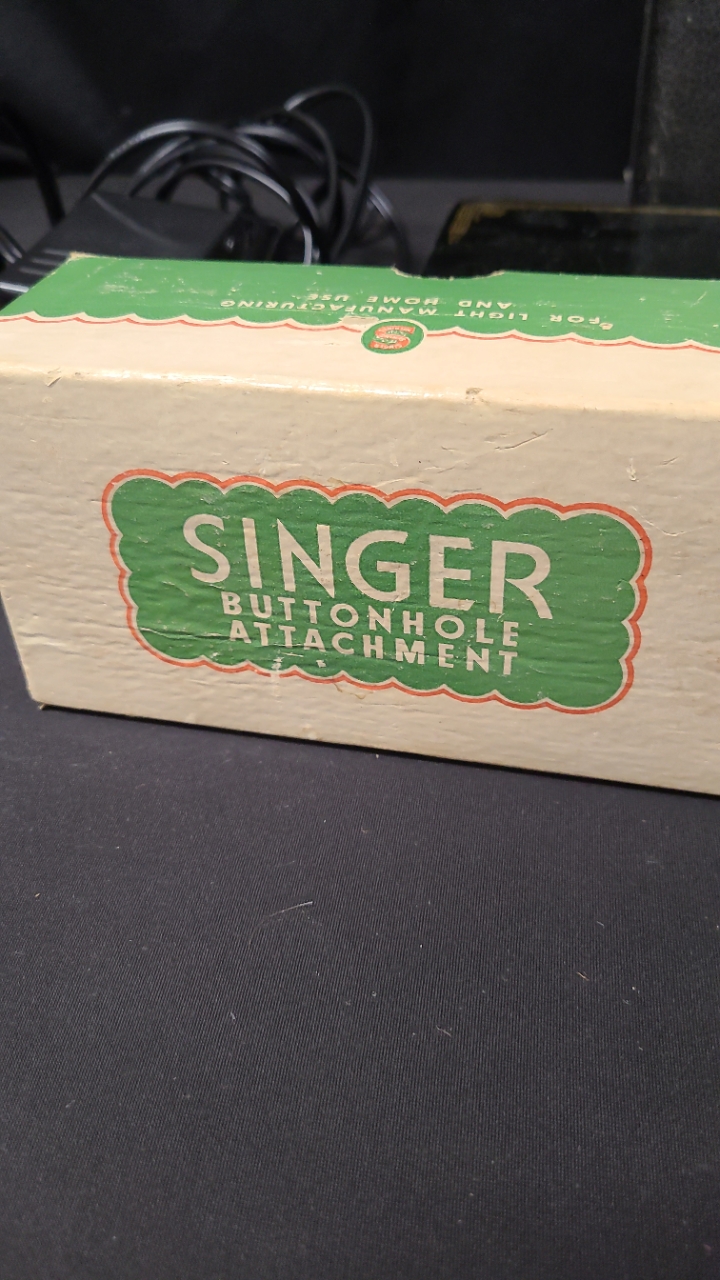 FOR LIGHT MANUFACTURING
AND HOME USE
SINGER
BUTTONHOLE
ATTACHMENT